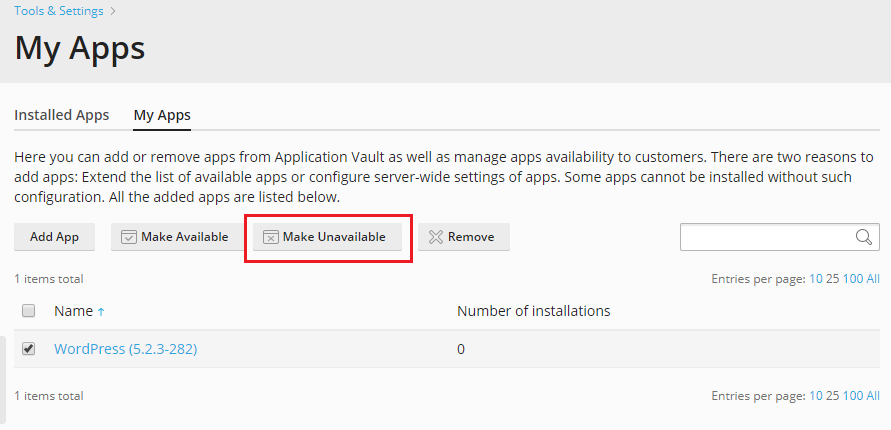 Tools & Settings >
My Apps
Installed Apps My Apps
Here you can add or remove apps from Application Vault as well as manage apps availability to customers. There are two reasons to
add apps: Extend the list of available apps or configure server-wide settings of apps. Some apps cannot be installed without such
configuration. All the added apps are listed below.
Add App Make Available Make Unavailable Remove
1 items total Entries per page: 10 25 100 All
Name ↑ Number of installations
WordPress (5.2.3-282) 0
1 items total Entries per page: 10 25 100 All